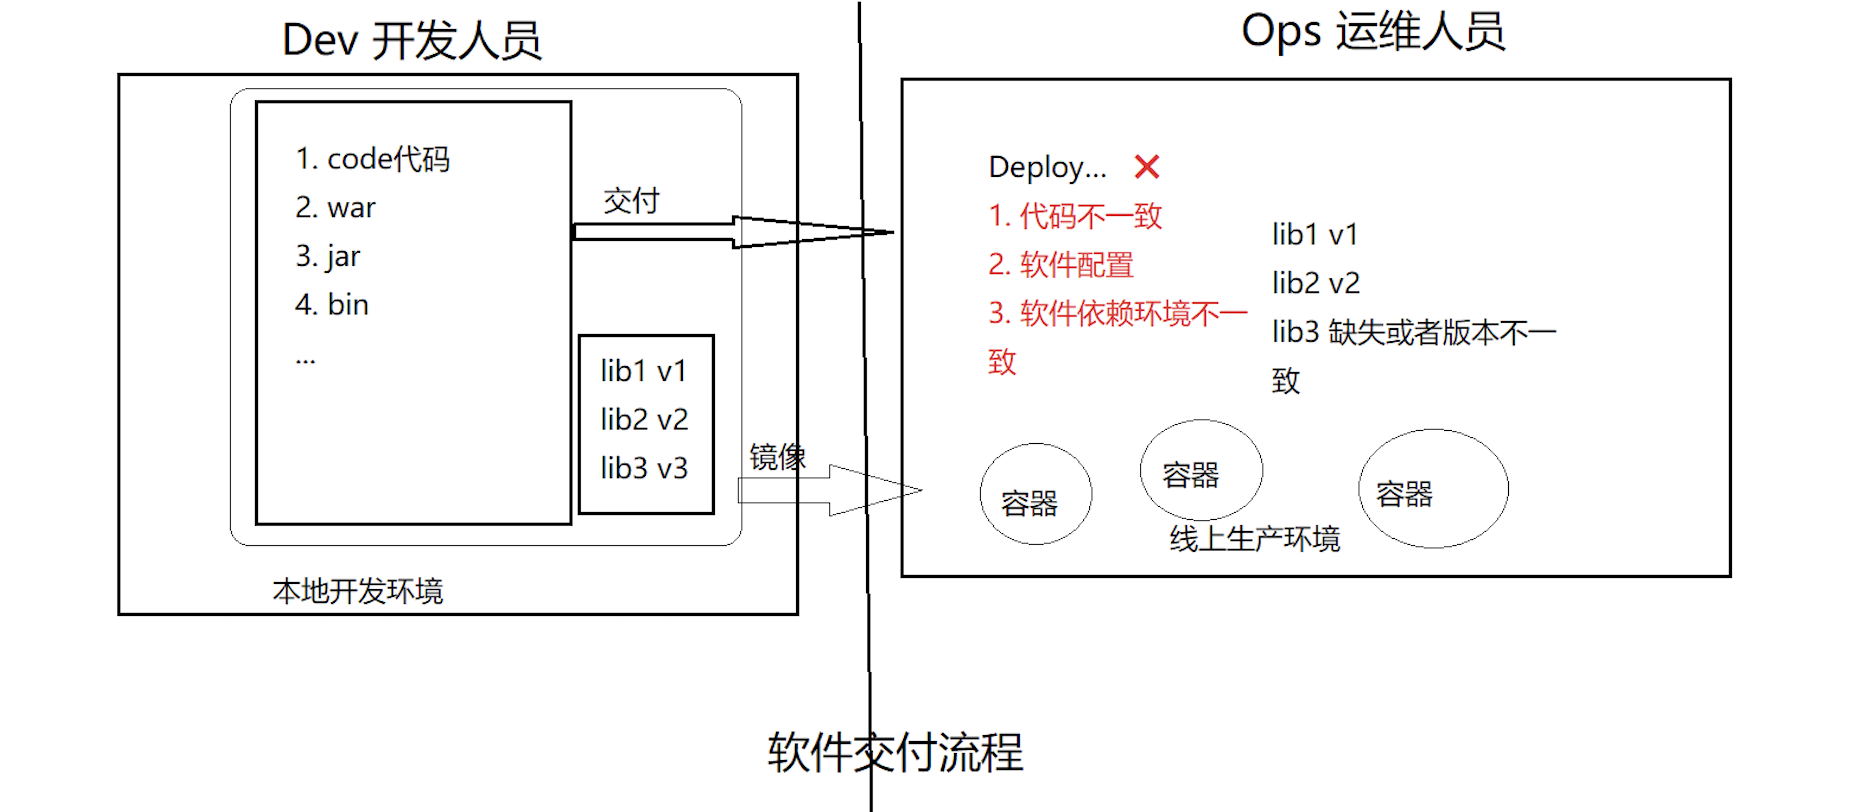 Dev 开发人员
1. code代码
2. war
3. jar
4. bin
...
交付
lib1 v1
lib2 v2
lib3 v3
镜像
本地开发环境
Ops 运维人员
Deploy... ❌
1. 代码不一致
2. 软件配置
3. 软件依赖环境不一
致
lib1 v1
lib2 v2
lib3 缺失或者版本不一
致
容器
容器
容器
线上生产环境
软件交付流程